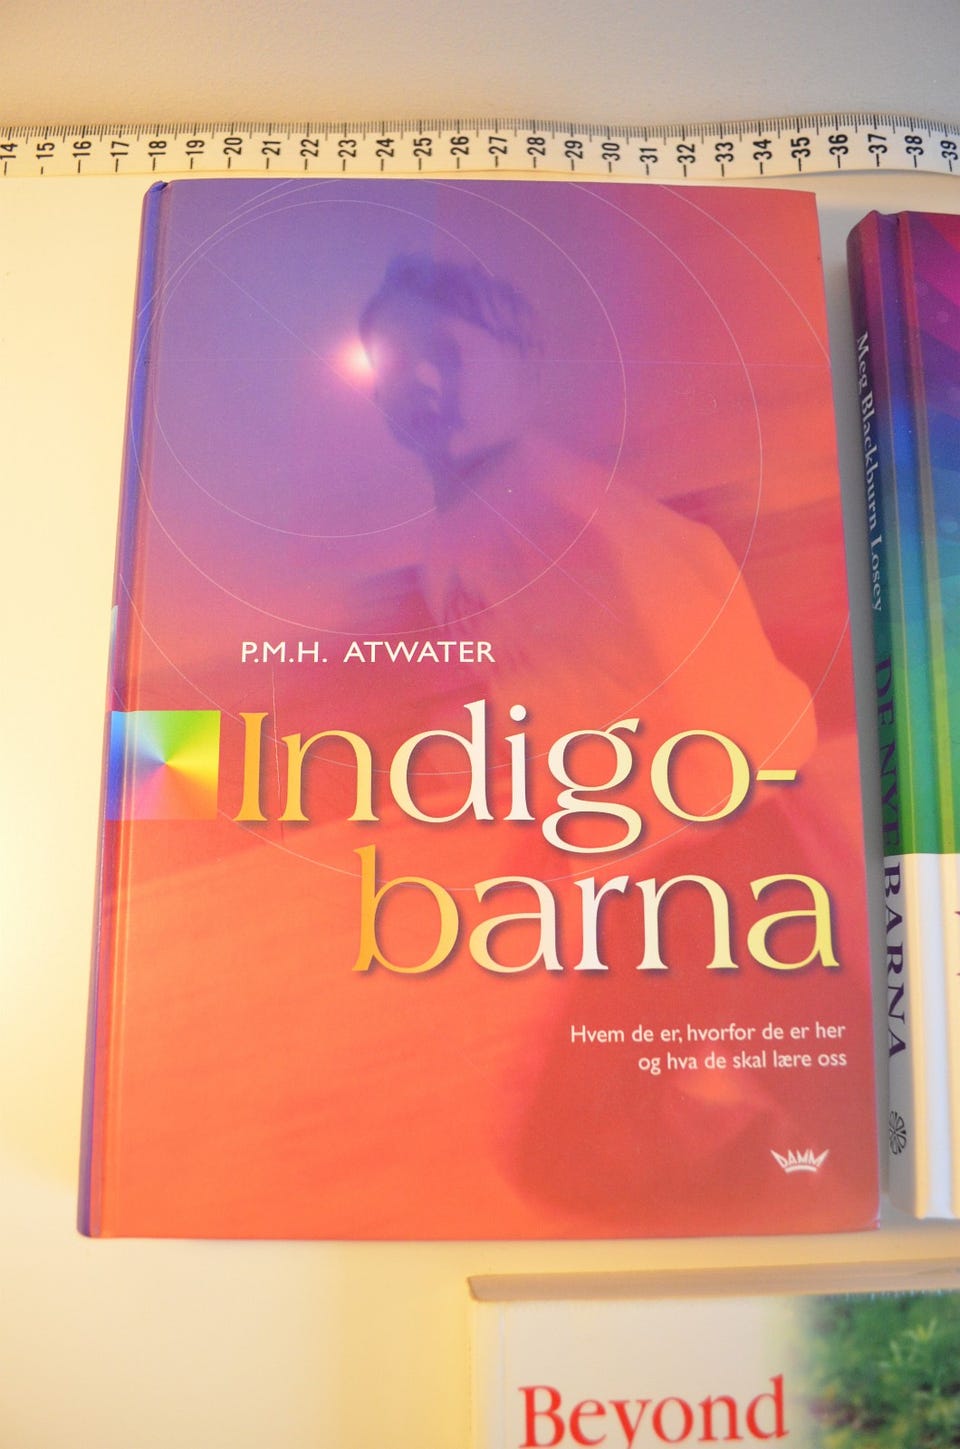 14 15 16 17 18 19 20 21 22 23 24 25 26 27 28 29 30 31 32 33 34 35 36 37 38 39
P.M.H. ATWATER
Indigo-
barna
Hvem de er, hvorfor de er her
og hva de skal lære oss
DAMM
Meg Blackburn Losey
DE NYE BARNA
Beyond